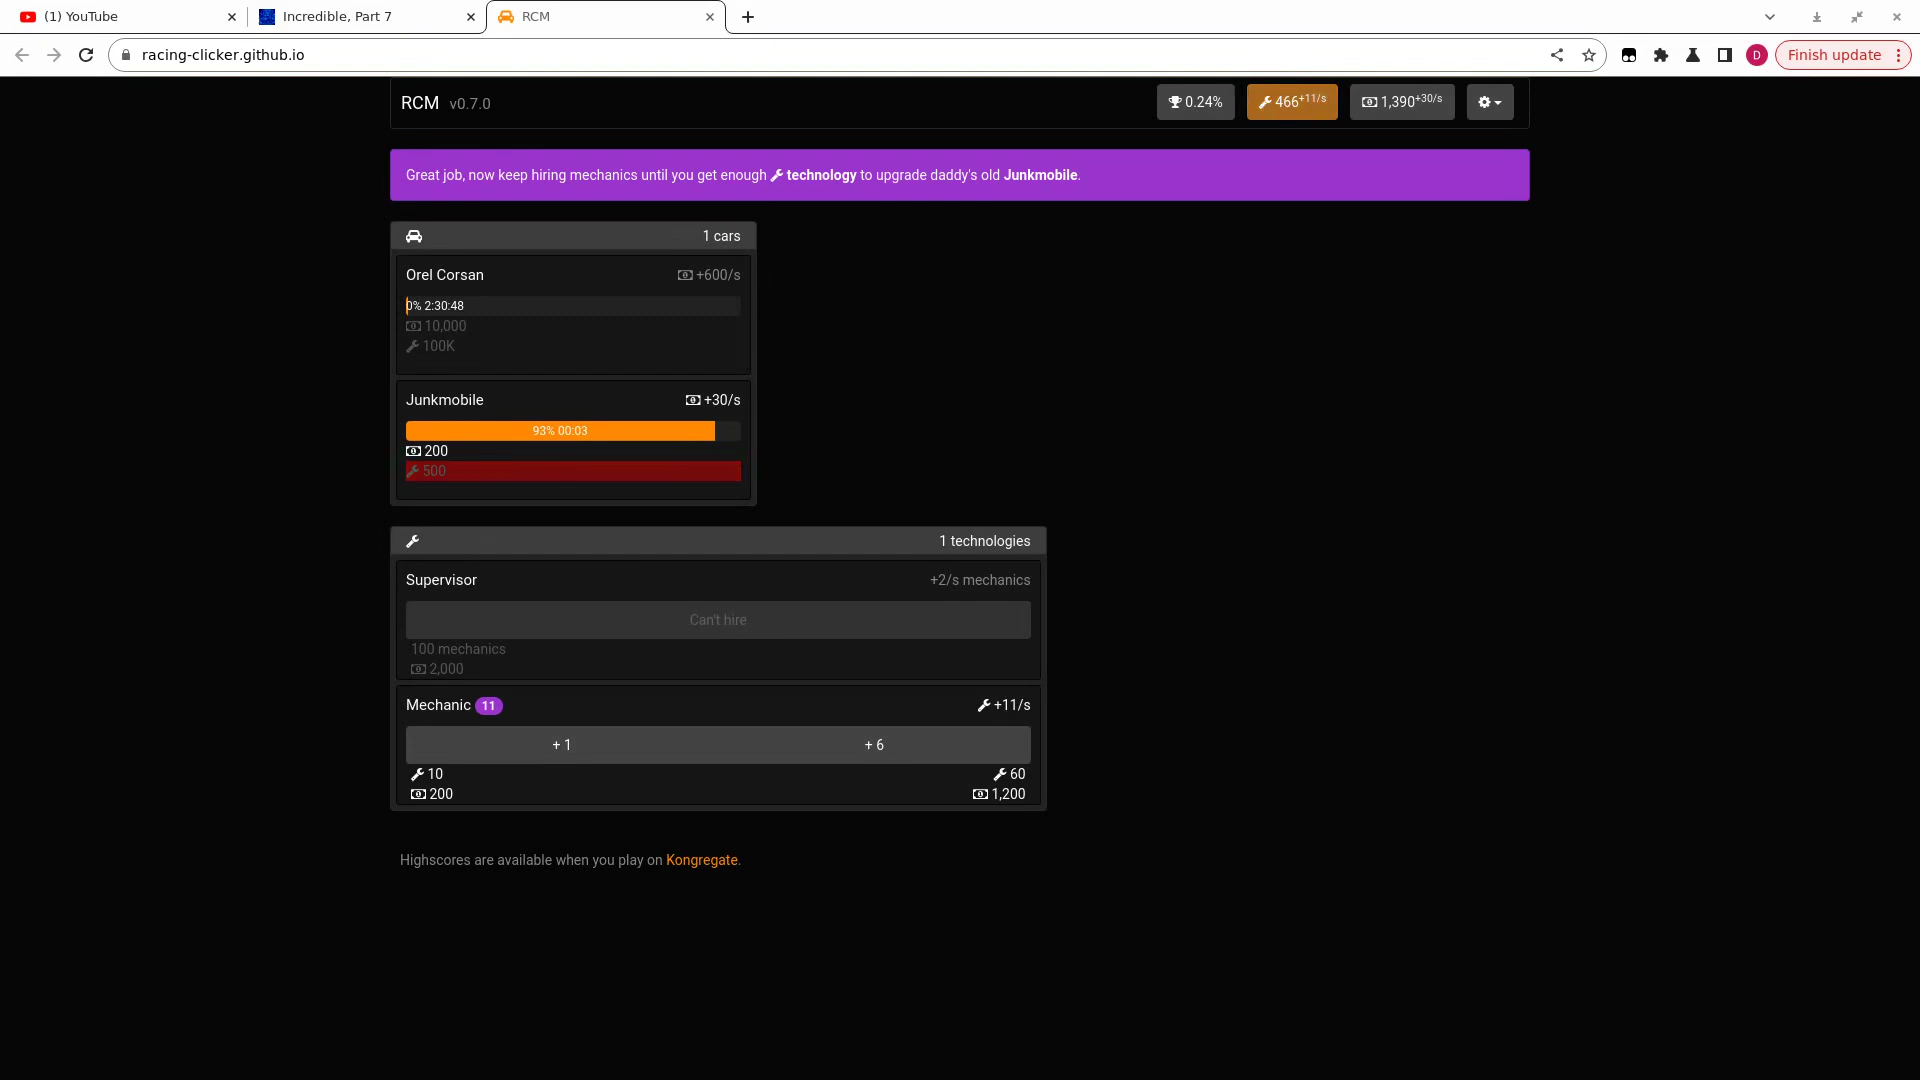 (1) YouTube
Incredible, Part 7
RCM
racing-clicker.github.io
D
Finish update
RCM v0.7.0
0.24%
466+11/s
1,390+30/s
Great job, now keep hiring mechanics until you get enough technology to upgrade daddy's old Junkmobile.
1 cars
Orel Corsan +600/s
0% 2:30:48
10,000
100K
Junkmobile +30/s
93% 00:03
200
500
1 technologies
Supervisor +2/s mechanics
Can't hire
100 mechanics
2,000
Mechanic 11 +11/s
+ 1 + 6
10 60
200 1,200
Highscores are available when you play on Kongregate.